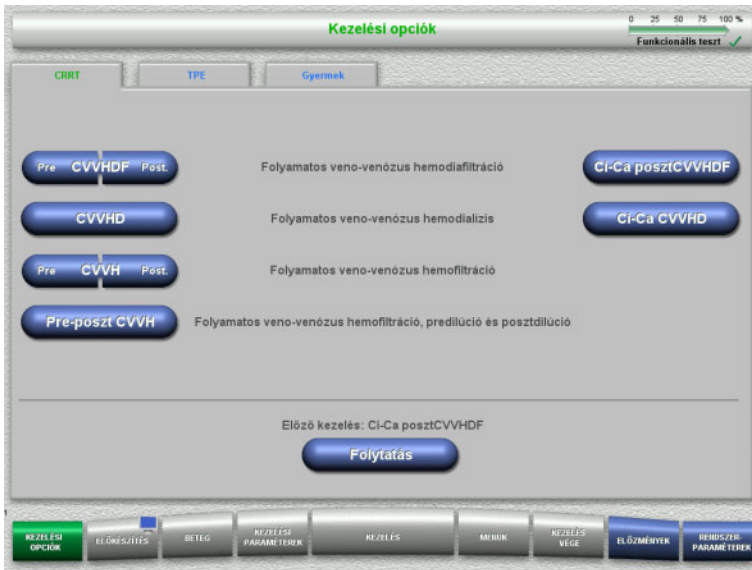 Kezelési opciók
0 25 50 75 100 %
Funkcionális teszt
CRRT TPE Gyermek
Pre CVVHDF Post. Folyamatos veno-venózus hemodiafiltráció Ci-Ca posztCVVHDF
CVVHD Folyamatos veno-venózus hemodialízis Ci-Ca CVVHD
Pre CVVH Post. Folyamatos veno-venózus hemofiltráció
Pre-poszt CVVH Folyamatos veno-venózus hemofiltráció, predilúció és posztdilúció
Előző kezelés: Ci-Ca posztCVVHDF
Folytatás
KEZELÉSI OPCIÓK
ELŐKÉSZÍTÉS
BETEG
KEZELÉSI PARAMÉTEREK
KEZELÉS
MENÜK
KEZELÉS VÉGE
ELŐZMÉNYEK
RENDSZER-PARAMÉTEREK